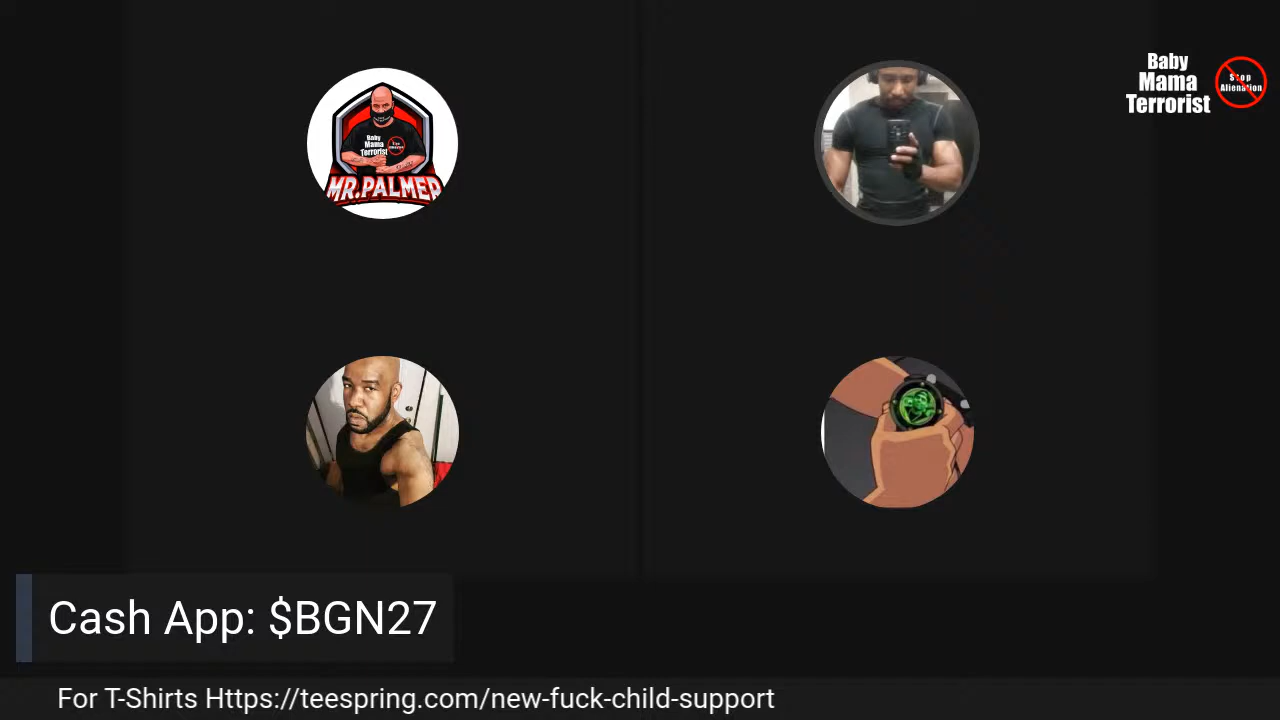 Baby
Mama
Terrorist
Stop
Alienation
Baby
Mama
Terrorist
MR.PALMER
Cash App: $BGN27
For T-Shirts Https://teespring.com/new-fuck-child-support